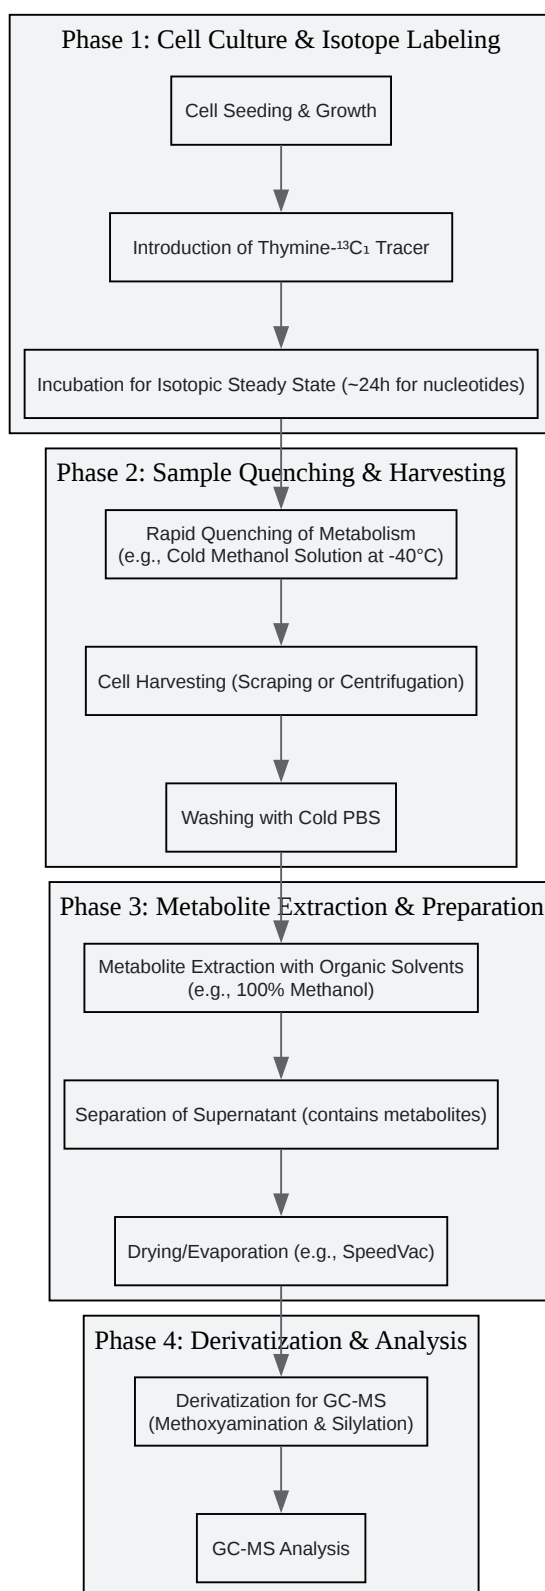 Phase 1: Cell Culture & Isotope Labeling
Cell Seeding & Growth
Introduction of Thymine-¹³C₁ Tracer
Incubation for Isotopic Steady State (~24h for nucleotides)
Phase 2: Sample Quenching & Harvesting
Rapid Quenching of Metabolism
(e.g., Cold Methanol Solution at -40°C)
Cell Harvesting (Scraping or Centrifugation)
Washing with Cold PBS
Phase 3: Metabolite Extraction & Preparation
Metabolite Extraction with Organic Solvents
(e.g., 100% Methanol)
Separation of Supernatant (contains metabolites)
Drying/Evaporation (e.g., SpeedVac)
Phase 4: Derivatization & Analysis
Derivatization for GC-MS
(Methoxyamination & Silylation)
GC-MS Analysis